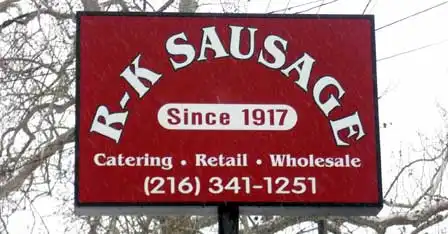 R-K SAUSAGE
Since 1917
Catering • Retail • Wholesale
(216) 341-1251